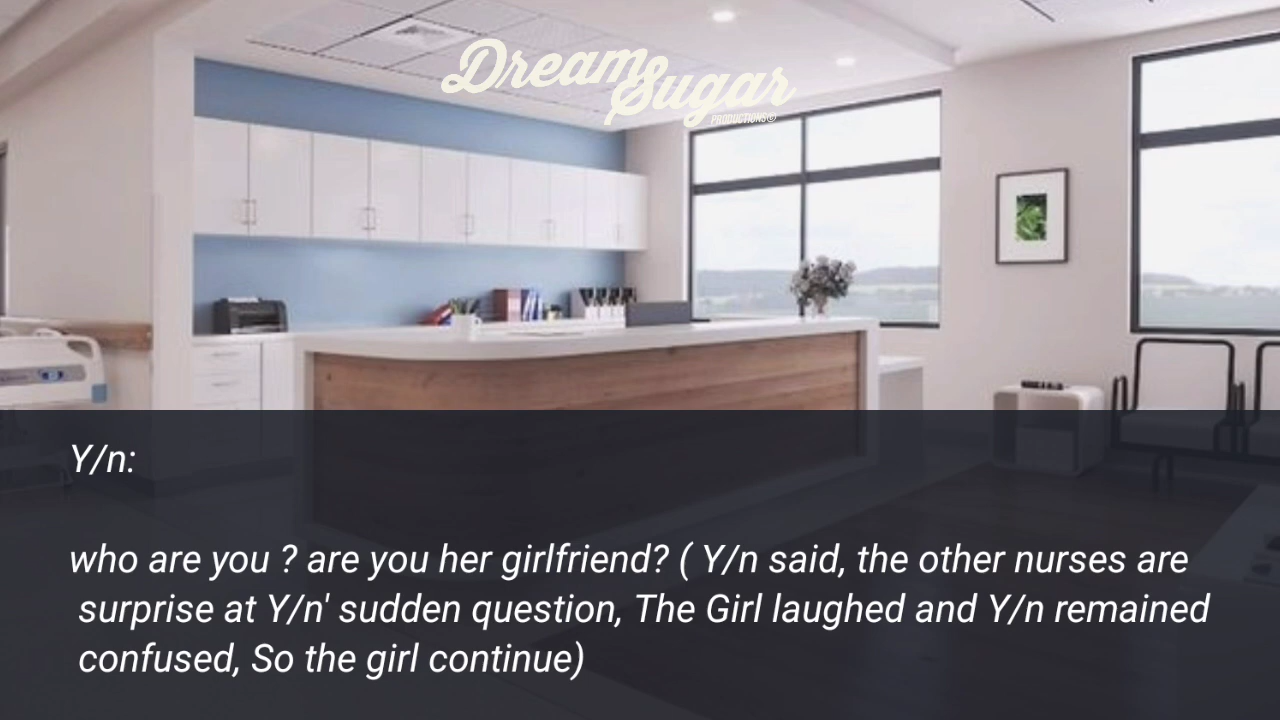 Dream
Sugar
PRODUCTIONS©
Y/n:
who are you ? are you her girlfriend? ( Y/n said, the other nurses are
surprise at Y/n' sudden question, The Girl laughed and Y/n remained
confused, So the girl continue)